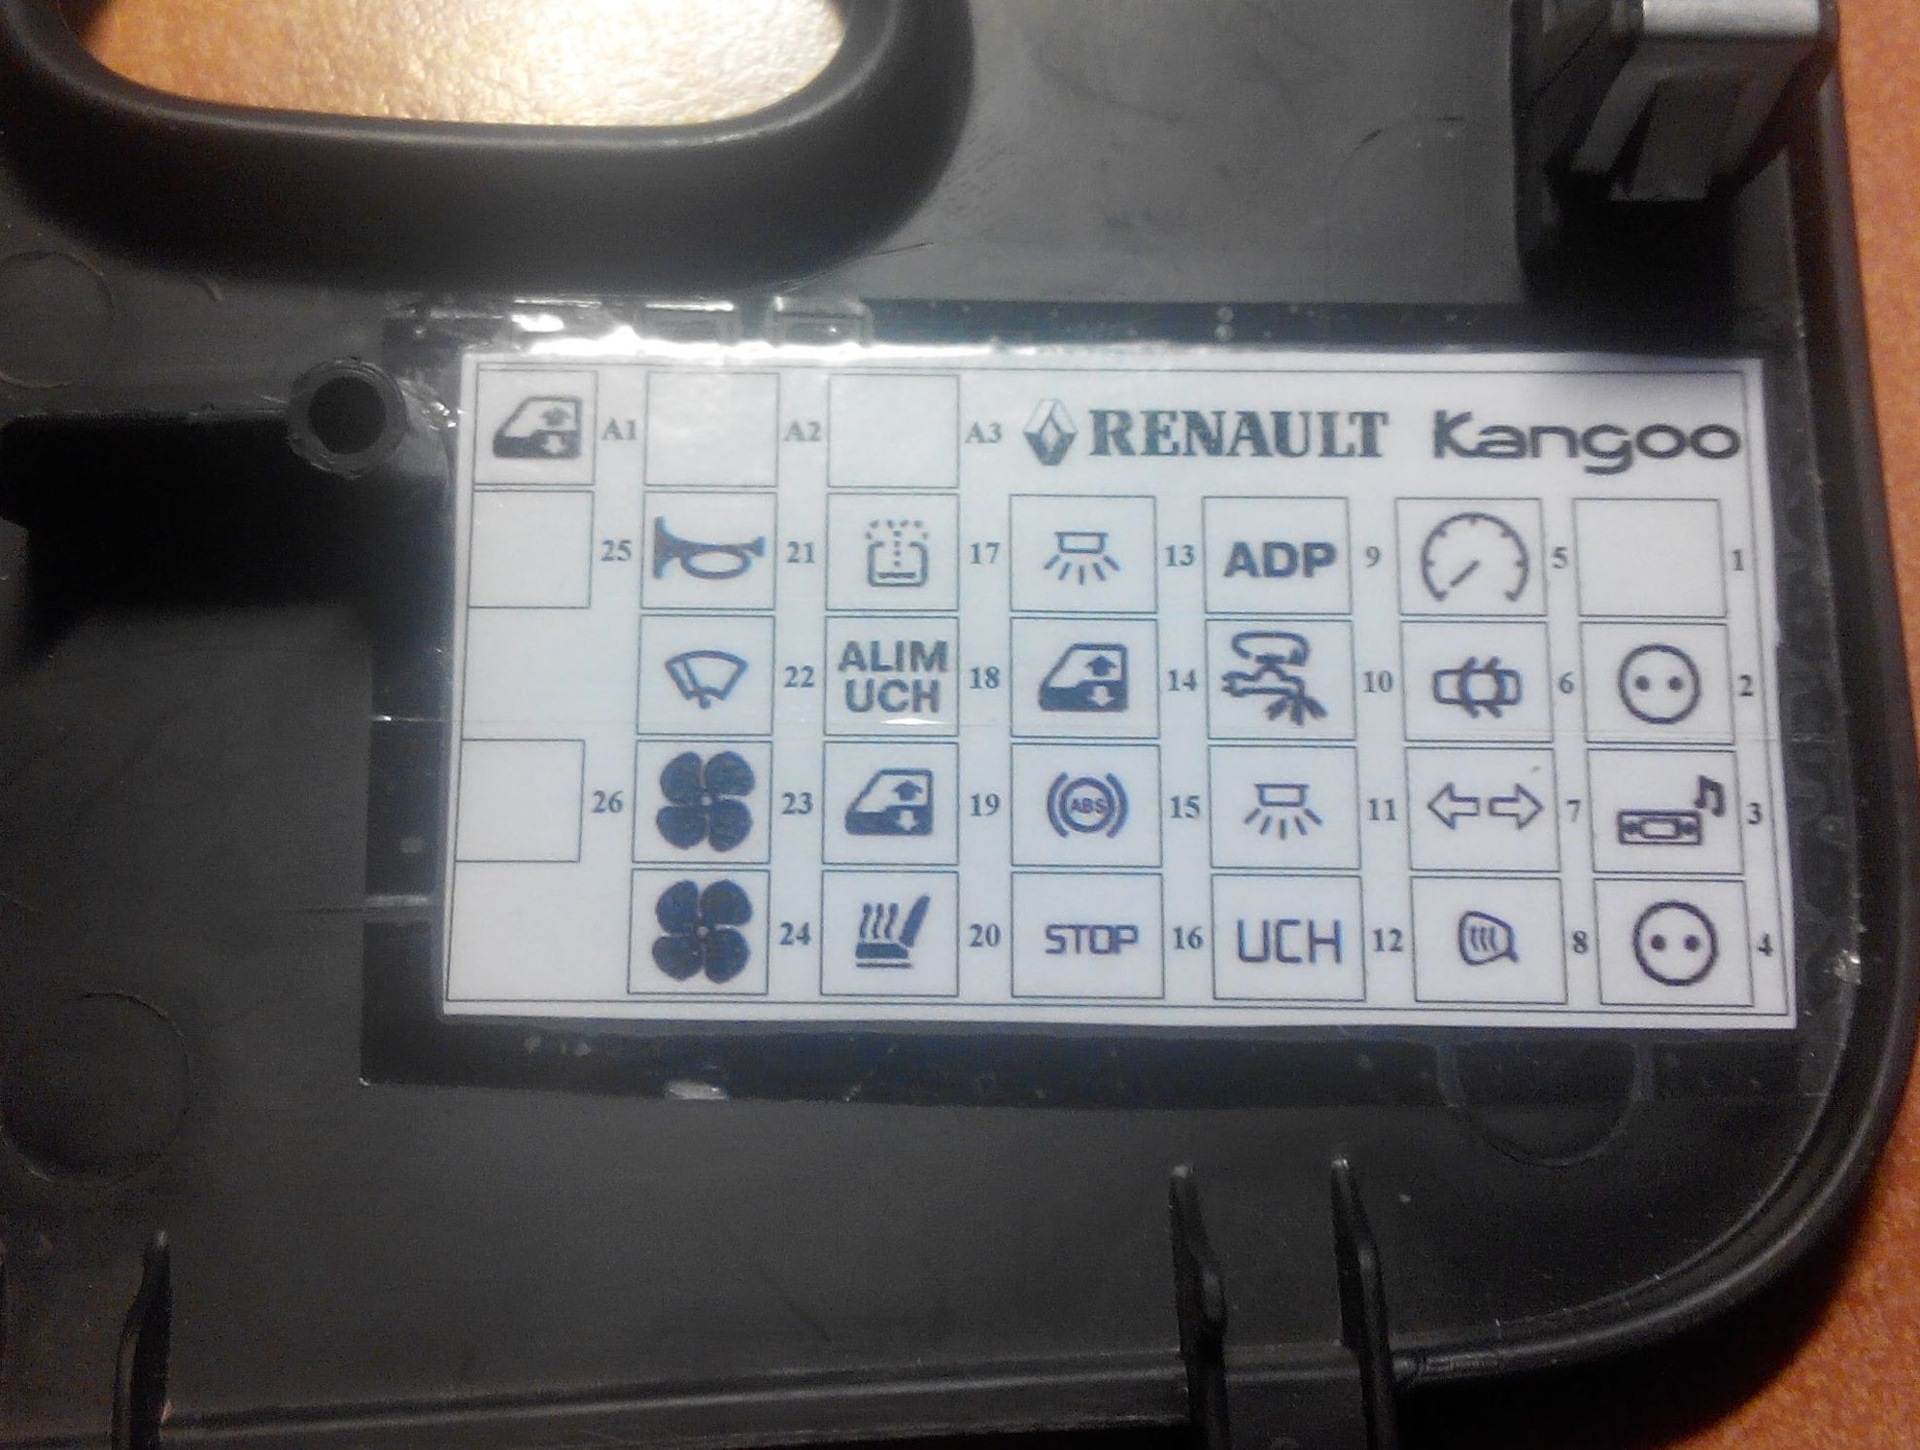 A1 A2 A3 RENAULT Kangoo
25 21 17 13 ADP 9 5 1
22 ALIM UCH 18 14 10 6 2
26 23 19 ABS 15 11 7 3
24 20 STOP 16 UCH 12 8 4